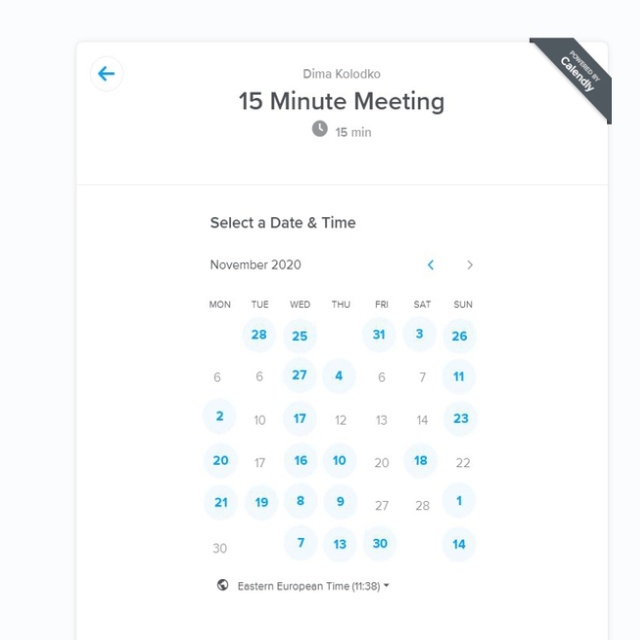 POWERED BY
Calendly
Dima Kolodko
15 Minute Meeting
15 min
Select a Date & Time
November 2020
MON TUE WED THU FRI SAT SUN
28 25 31 3 26
6 6 27 4 6 7 11
2 10 17 12 13 14 23
20 17 16 10 20 18 22
21 19 8 9 27 28 1
30 7 13 30 14
Eastern European Time (11:38)